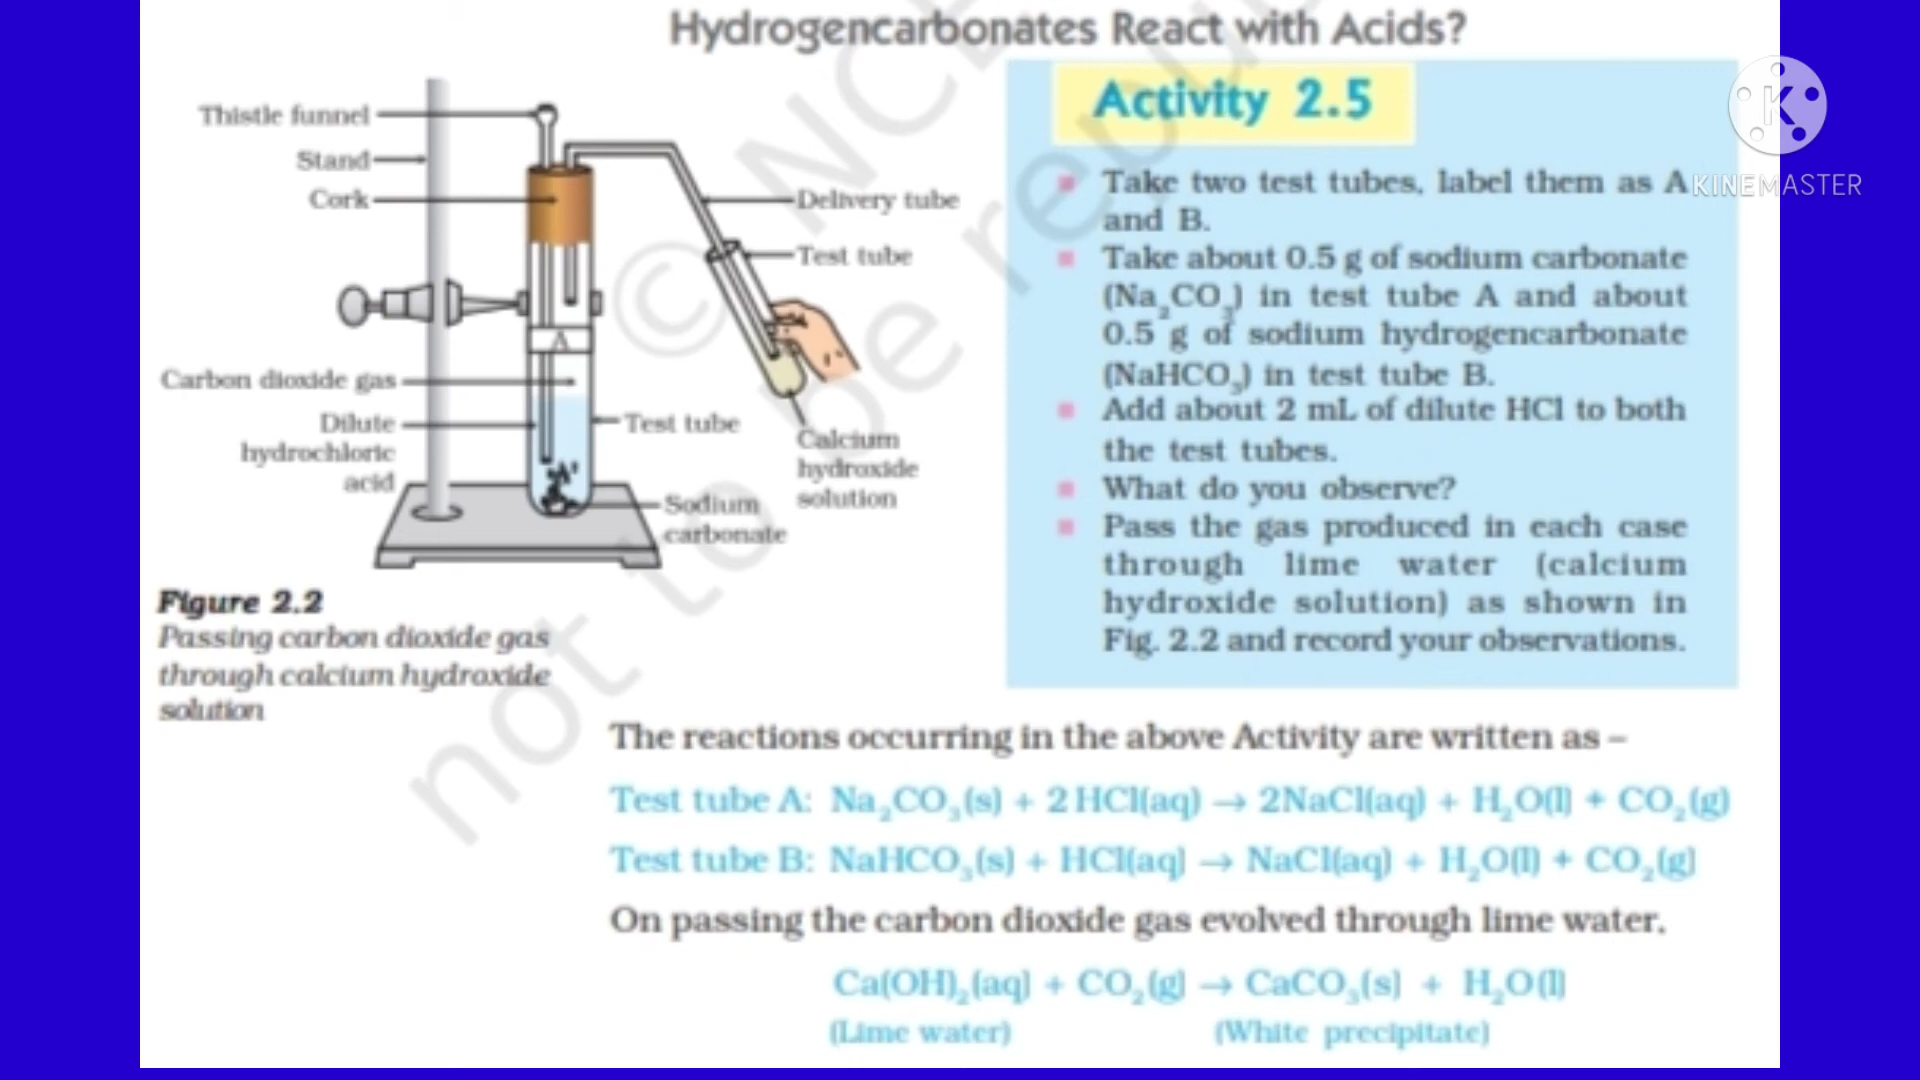 Hydrogencarbonates React with Acids?
Thistle funnel
Stand
Cork
Delivery tube
Test tube
A
Carbon dioxide gas
Dilute
hydrochloric
acid
Test tube
Calcium
hydroxide
solution
Sodium
carbonate
Figure 2.2
Passing carbon dioxide gas
through calcium hydroxide
solution
Activity 2.5
K
KINEMASTER
Take two test tubes, label them as A
and B.
Take about 0.5 g of sodium carbonate
(Na₂CO₃) in test tube A and about
0.5 g of sodium hydrogencarbonate
(NaHCO₃) in test tube B.
Add about 2 mL of dilute HCl to both
the test tubes.
What do you observe?
Pass the gas produced in each case
through lime water (calcium
hydroxide solution) as shown in
Fig. 2.2 and record your observations.
The reactions occurring in the above Activity are written as –
Test tube A: Na₂CO₃(s) + 2 HCl(aq) → 2NaCl(aq) + H₂O(l) + CO₂(g)
Test tube B: NaHCO₃(s) + HCl(aq) → NaCl(aq) + H₂O(l) + CO₂(g)
On passing the carbon dioxide gas evolved through lime water,
Ca(OH)₂(aq) + CO₂(g) → CaCO₃(s) + H₂O(l)
(Lime water) (White precipitate)
© NCE
not to be repu